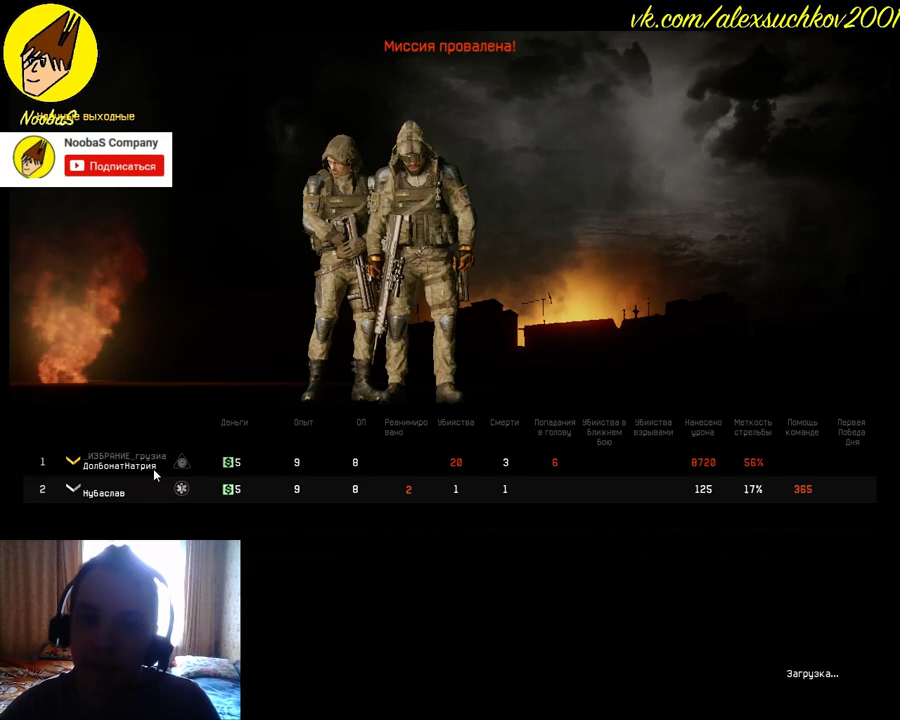 vk.com/alexsuchkov2001
Миссия провалена!
NoobaS
выходные
NoobaS Company
Подписаться
Деньги Опыт ОП Реанимиро Убийства Смерти Попадания Убийства в Убийства Нанесено Меткость Помощь Первая
вано в голову ближнем взрывами урона стрельбы команде Победа
бою Дня
_ИЗБРАНИЕ_грузиа
1 ДолбонатНатрия $5 9 8 20 3 6 8720 56%
2 Нубаслав $5 9 8 2 1 1 125 17% 365
Загрузка...